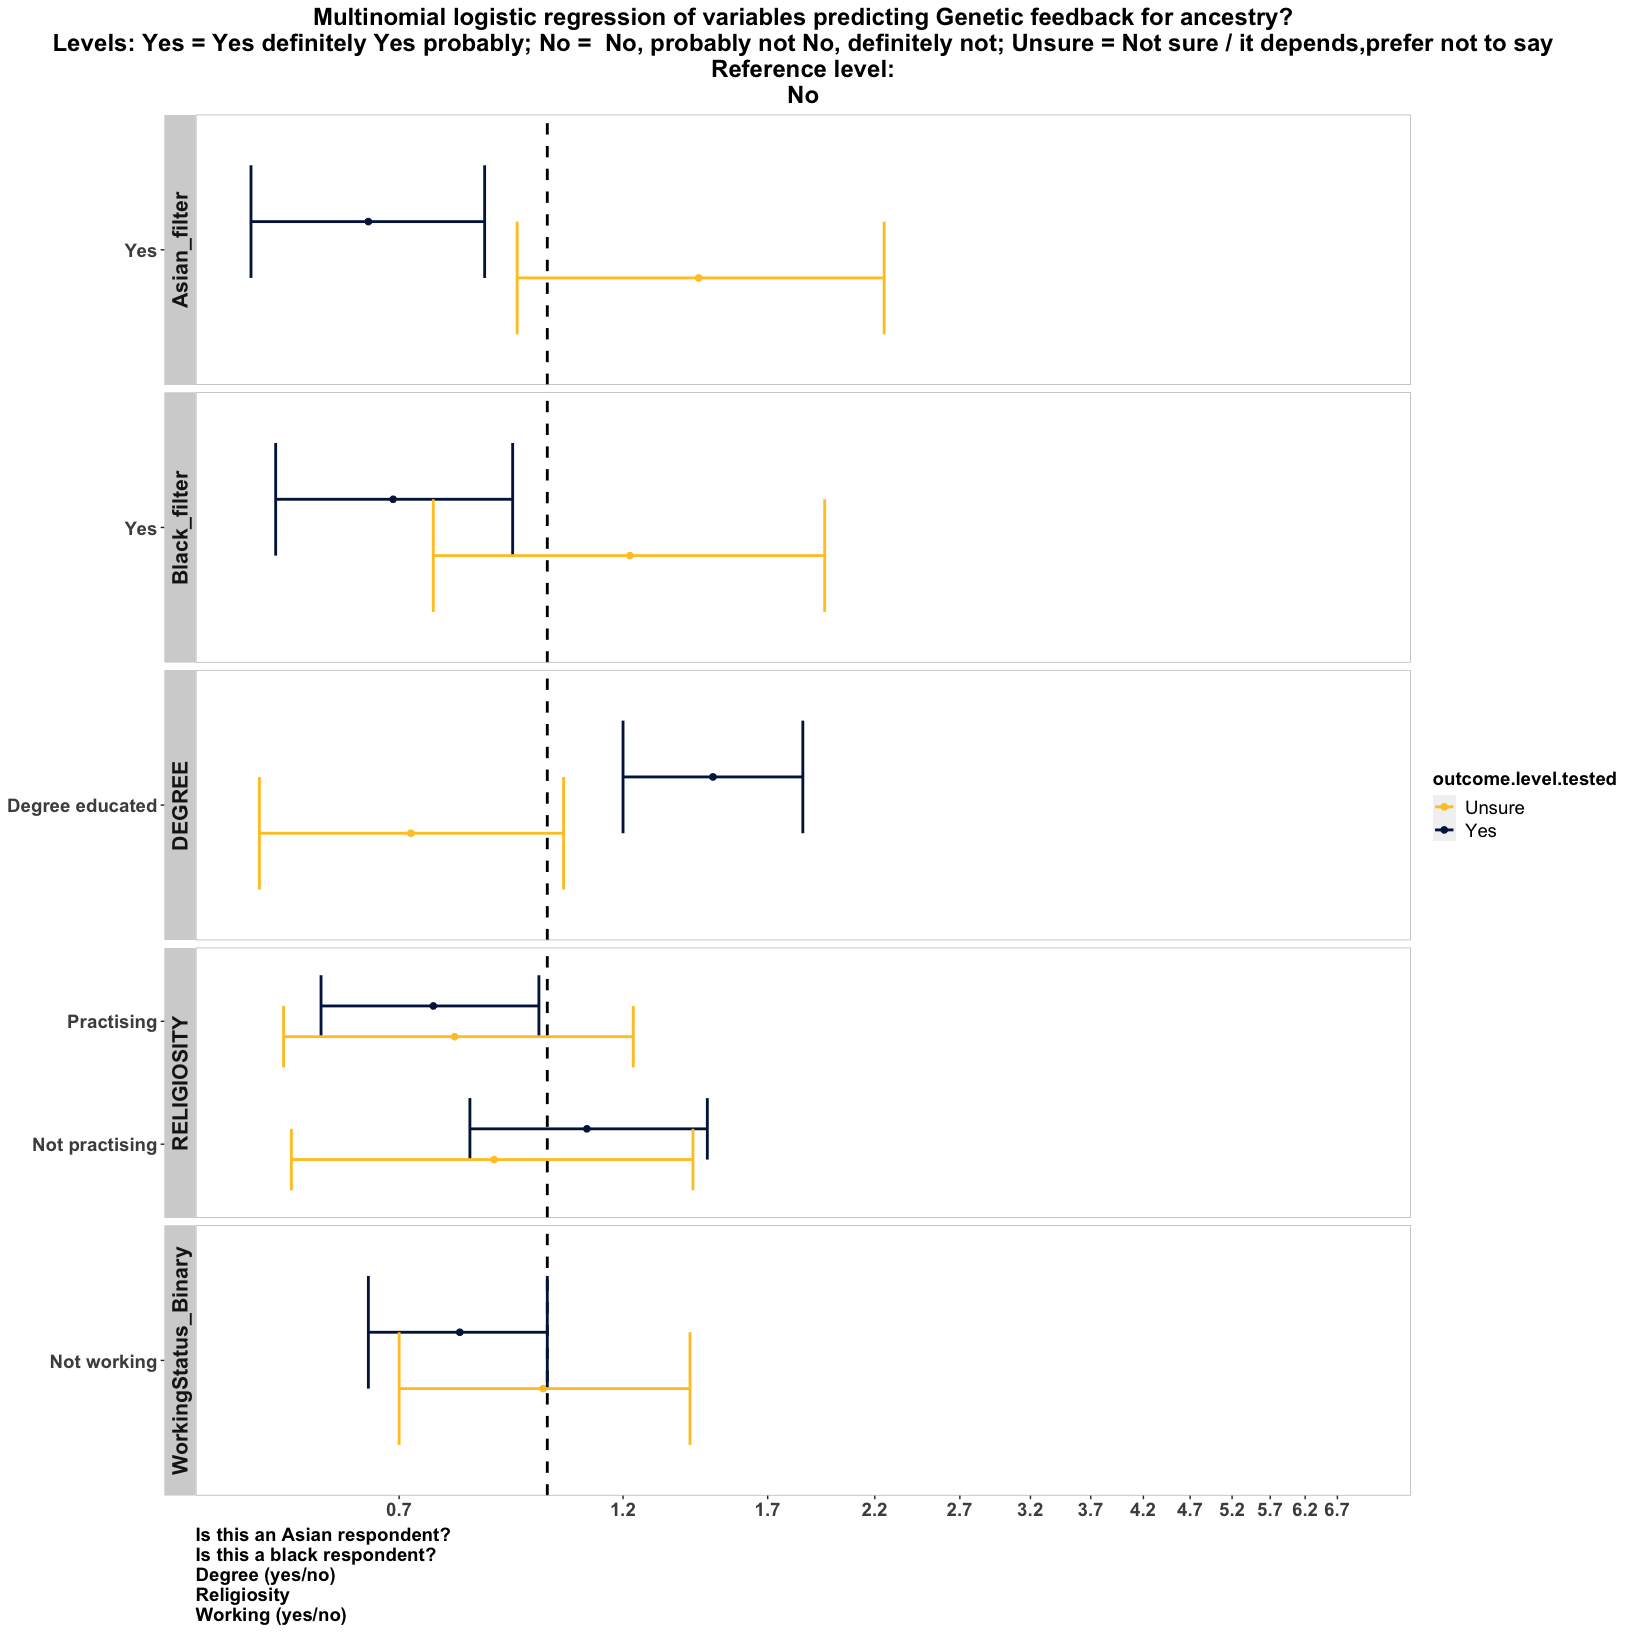 Multinomial logistic regression of variables predicting Genetic feedback for ancestry?
Levels: Yes = Yes definitely Yes probably; No =  No, probably not No, definitely not; Unsure = Not sure / it depends,prefer not to say
Reference level:
No
Asian_filter
Yes
Black_filter
Yes
DEGREE
Degree educated
RELIGIOSITY
Practising
Not practising
WorkingStatus_Binary
Not working
outcome.level.tested
Unsure
Yes
0.7 1.2 1.7 2.2 2.7 3.2 3.7 4.2 4.7 5.2 5.7 6.2 6.7
Is this an Asian respondent?
Is this a black respondent?
Degree (yes/no)
Religiosity
Working (yes/no)